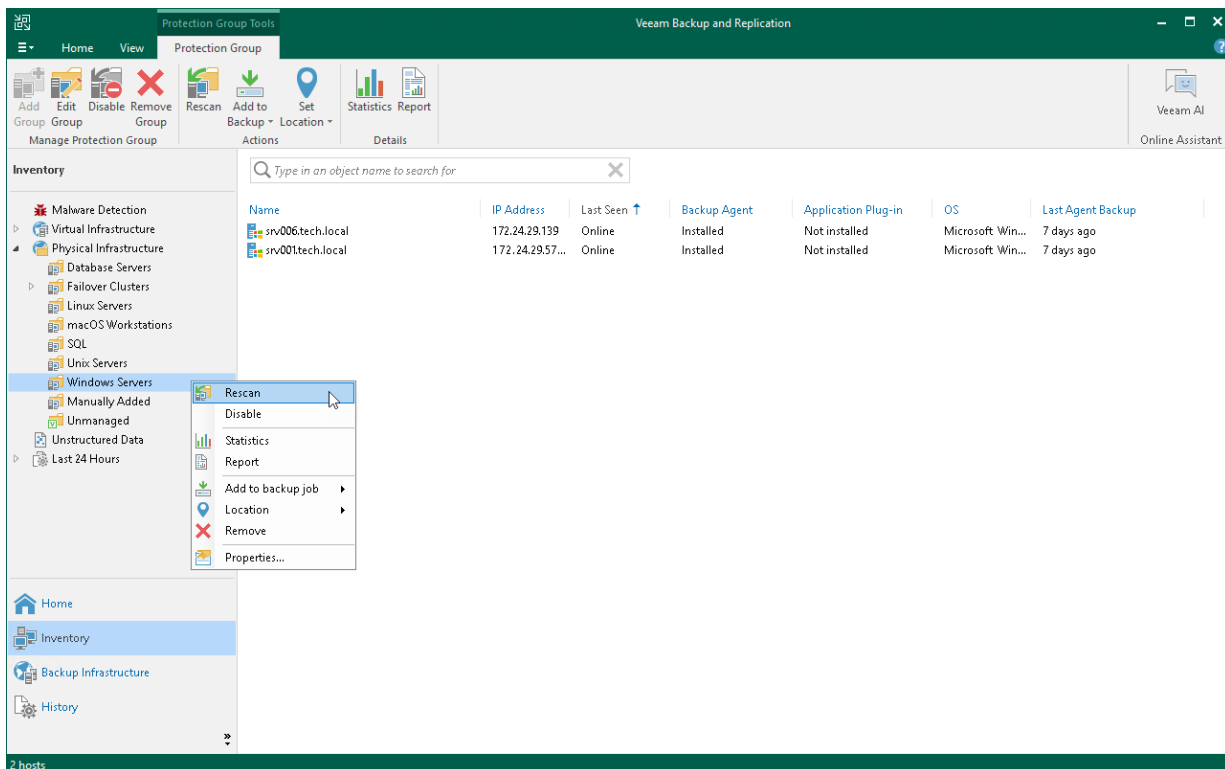 Protection Group Tools
Veeam Backup and Replication
Home View Protection Group
Add Group
Edit Group
Disable
Remove Group
Rescan
Add to Backup
Set Location
Statistics
Report
Veeam AI
Manage Protection Group
Actions
Details
Online Assistant
Inventory
Type in an object name to search for
Malware Detection
Virtual Infrastructure
Physical Infrastructure
Database Servers
Failover Clusters
Linux Servers
macOS Workstations
SQL
Unix Servers
Windows Servers
Manually Added
Unmanaged
Unstructured Data
Last 24 Hours
Name IP Address Last Seen Backup Agent Application Plug-in OS Last Agent Backup
srv006.tech.local 172.24.29.139 Online Installed Not installed Microsoft Win... 7 days ago
srv001.tech.local 172.24.29.57... Online Installed Not installed Microsoft Win... 7 days ago
Rescan
Disable
Statistics
Report
Add to backup job
Location
Remove
Properties...
Home
Inventory
Backup Infrastructure
History
2 hosts